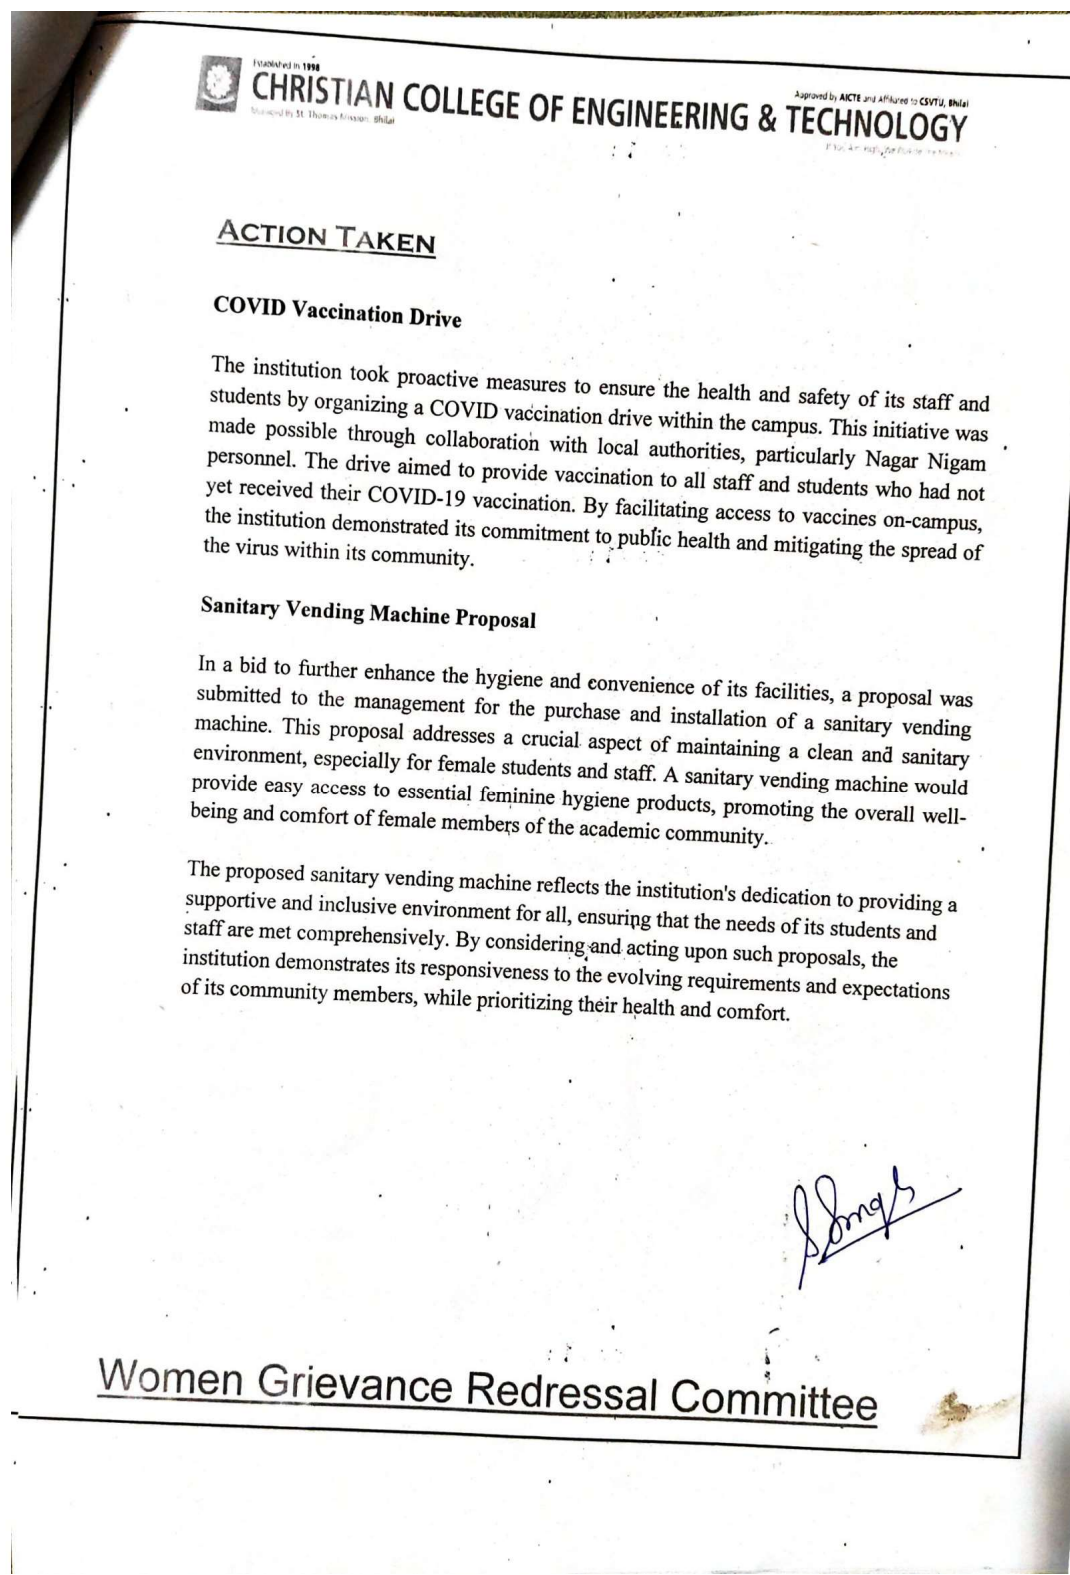 Established in 1998
CHRISTIAN COLLEGE OF ENGINEERING & TECHNOLOGY
Approved by AICTE and Affiliated to CSVTU, Bhilai
Managed by St. Thomas Mission, Bhilai
ACTION TAKEN
COVID Vaccination Drive
The institution took proactive measures to ensure the health and safety of its staff and
students by organizing a COVID vaccination drive within the campus. This initiative was
made possible through collaboration with local authorities, particularly Nagar Nigam
personnel. The drive aimed to provide vaccination to all staff and students who had not
yet received their COVID-19 vaccination. By facilitating access to vaccines on-campus,
the institution demonstrated its commitment to public health and mitigating the spread of
the virus within its community.
Sanitary Vending Machine Proposal
In a bid to further enhance the hygiene and convenience of its facilities, a proposal was
submitted to the management for the purchase and installation of a sanitary vending
machine. This proposal addresses a crucial aspect of maintaining a clean and sanitary
environment, especially for female students and staff. A sanitary vending machine would
provide easy access to essential feminine hygiene products, promoting the overall well-
being and comfort of female members of the academic community.
The proposed sanitary vending machine reflects the institution's dedication to providing a
supportive and inclusive environment for all, ensuring that the needs of its students and
staff are met comprehensively. By considering and acting upon such proposals, the
institution demonstrates its responsiveness to the evolving requirements and expectations
of its community members, while prioritizing their health and comfort.
Women Grievance Redressal Committee